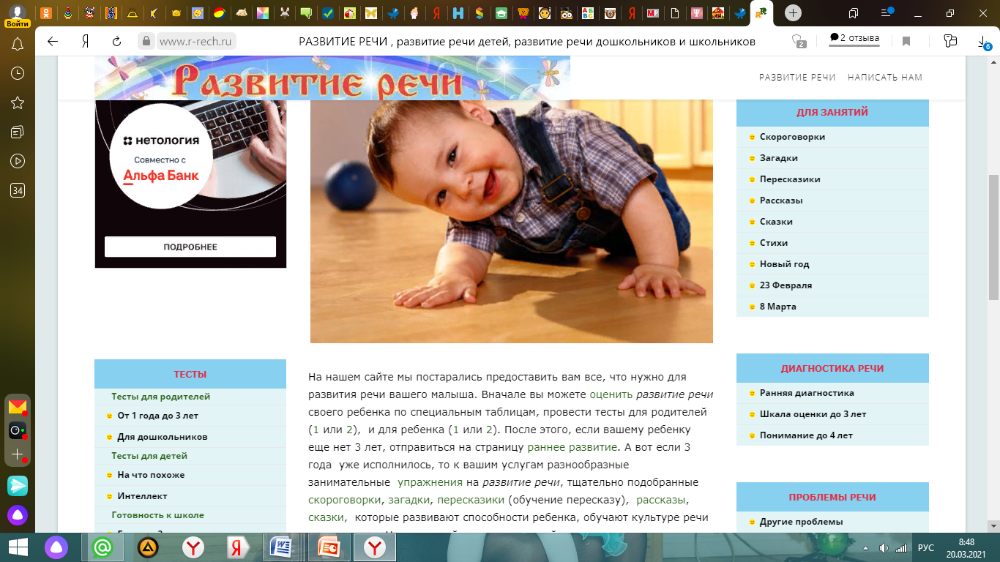 Войти
www.r-rech.ru
РАЗВИТИЕ РЕЧИ , развитие речи детей, развитие речи дошкольников и школьников
2
2 отзыва
6
34
Развитие речи
РАЗВИТИЕ РЕЧИ
НАПИСАТЬ НАМ
нетология
Совместно с
Альфа Банк
ПОДРОБНЕЕ
ТЕСТЫ
Тесты для родителей
От 1 года до 3 лет
Для дошкольников
Тесты для детей
На что похоже
Интеллект
Готовность к школе
На нашем сайте мы постарались предоставить вам все, что нужно для
развития речи вашего малыша. Вначале вы можете оценить развитие речи
своего ребенка по специальным таблицам, провести тесты для родителей
(1 или 2), и для ребенка (1 или 2). После этого, если вашему ребенку
еще нет 3 лет, отправиться на страницу раннее развитие. А вот если 3
года уже исполнилось, то к вашим услугам разнообразные
занимательные упражнения на развитие речи, тщательно подобранные
скороговорки, загадки, пересказики (обучение пересказу), рассказы,
сказки, которые развивают способности ребенка, обучают культуре речи
ДЛЯ ЗАНЯТИЙ
Скороговорки
Загадки
Пересказики
Рассказы
Сказки
Стихи
Новый год
23 Февраля
8 Марта
ДИАГНОСТИКА РЕЧИ
Ранняя диагностика
Шкала оценки до 3 лет
Понимание до 4 лет
ПРОБЛЕМЫ РЕЧИ
Другие проблемы
РУС
8:48
20.03.2021